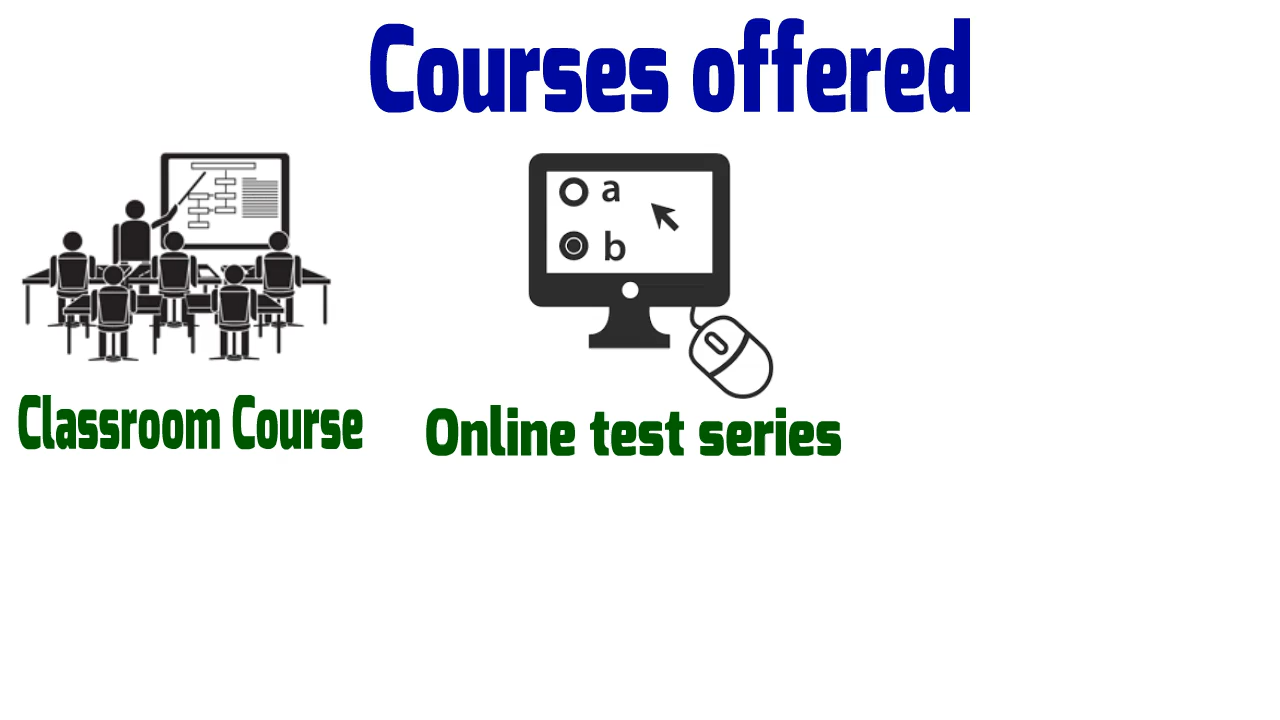 Courses offered
a
b
Classroom Course
Online test series